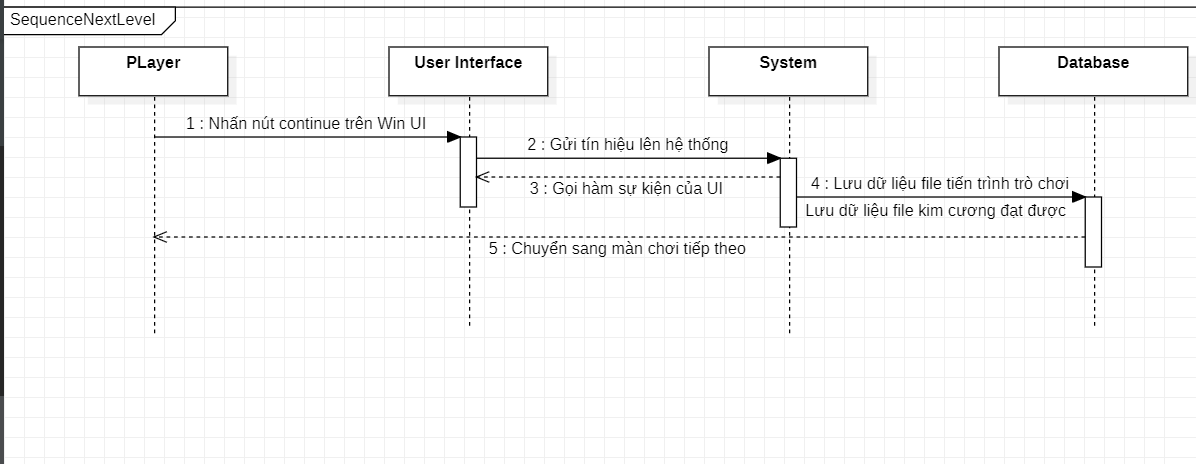 SequenceNextLevel
PLayer
User Interface
System
Database
1 : Nhấn nút continue trên Win UI
2 : Gửi tín hiệu lên hệ thống
3 : Gọi hàm sự kiện của UI
4 : Lưu dữ liệu file tiến trình trò chơi
Lưu dữ liệu file kim cương đạt được
5 : Chuyển sang màn chơi tiếp theo